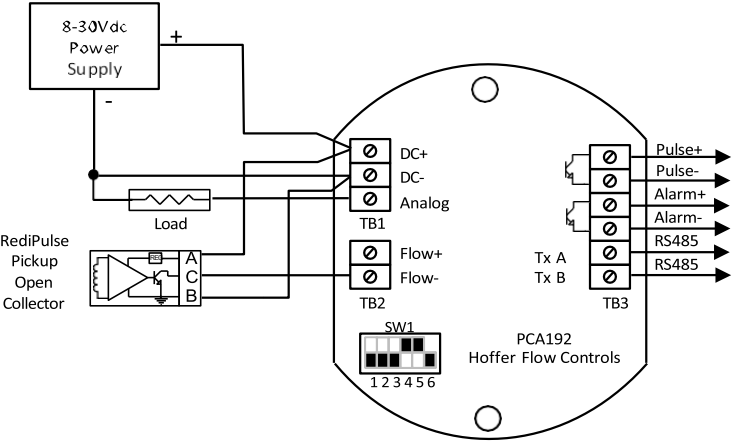 8-30Vdc
Power
Supply
+
-
Load
RediPulse
Pickup
Open
Collector
REG
A
C
B
DC+
DC-
Analog
TB1
Flow+
Flow-
TB2
SW1
1 2 3 4 5 6
PCA192
Hoffer Flow Controls
Tx A
Tx B
TB3
Pulse+
Pulse-
Alarm+
Alarm-
RS485
RS485